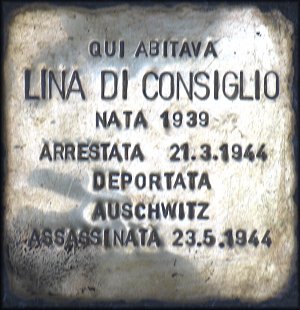 QUI ABITAVA
LINA DI CONSIGLIO
NATA 1939
ARRESTATA 21.3.1944
DEPORTATA
AUSCHWITZ
ASSASSINATA 23.5.1944